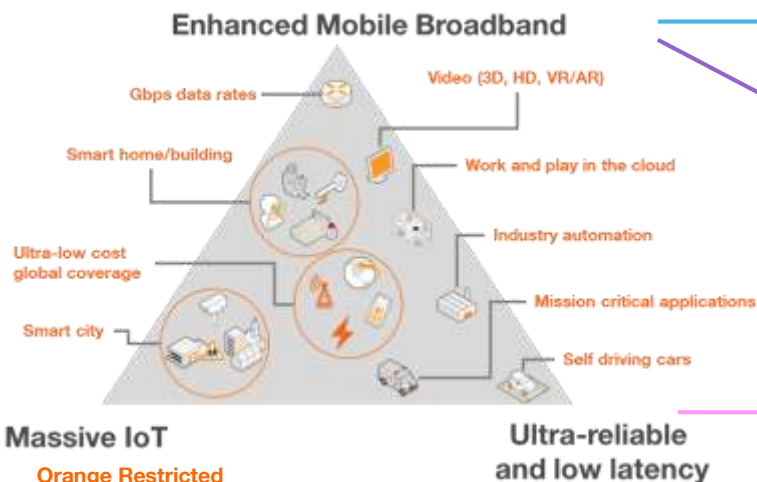 Enhanced Mobile Broadband
Video (3D, HD, VR/AR)
Gbps data rates
Smart home/building
Work and play in the cloud
Industry automation
Ultra-low cost
global coverage
Mission critical applications
Smart city
Self driving cars
Massive IoT
Ultra-reliable
and low latency
Orange Restricted